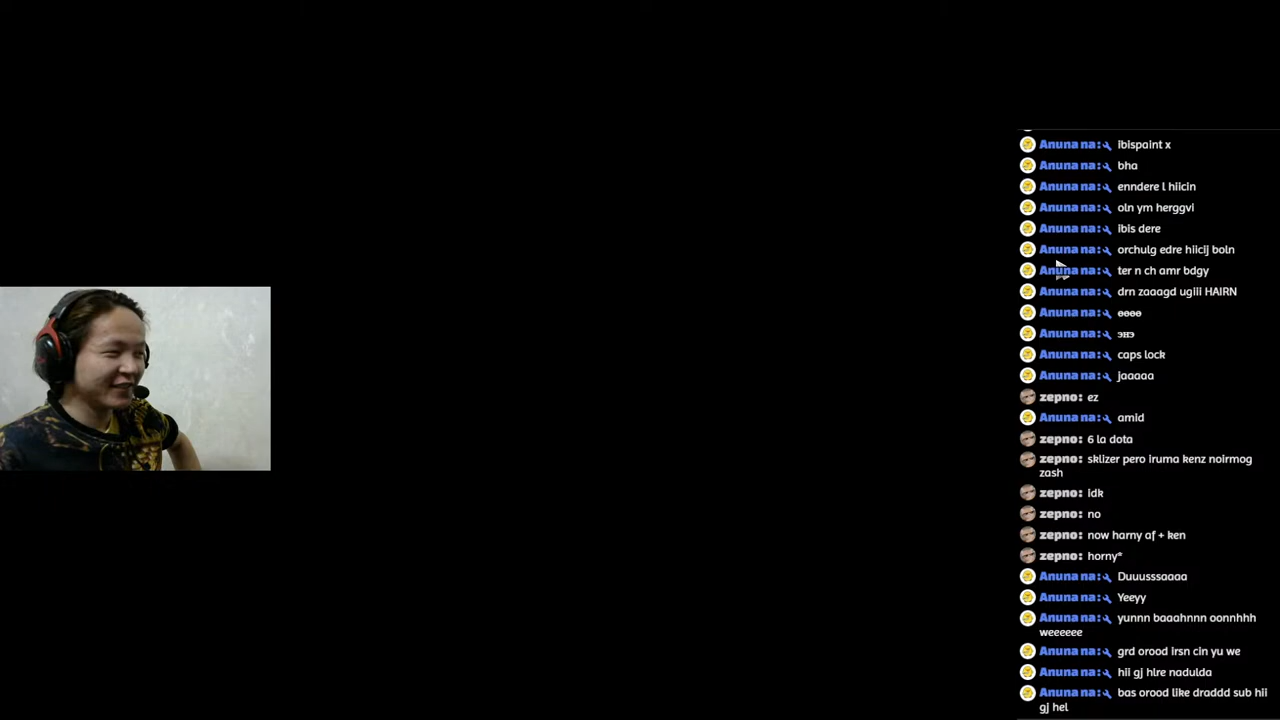 Anuna na: ibispaint x
Anuna na: bha
Anuna na: enndere l hiicin
Anuna na: oln ym herggvi
Anuna na: ibis dere
Anuna na: orchulg edre hiicij boln
Anuna na: ter n ch amr bdgy
Anuna na: drn zaaagd ugiii HAIRN
Anuna na: өөөө
Anuna na: энэ
Anuna na: caps lock
Anuna na: jaaaaa
zepno: ez
Anuna na: amid
zepno: 6 la dota
zepno: sklizer pero iruma kenz noirmog
zash
zepno: idk
zepno: no
zepno: now harny af + ken
zepno: horny*
Anuna na: Duuusssaaaa
Anuna na: Yeeyy
Anuna na: yunnn baaahnnn oonnhhh
weeeeee
Anuna na: grd orood irsn cin yu we
Anuna na: hii gj hlre nadulda
Anuna na: bas orood like draddd sub hii
gj hel